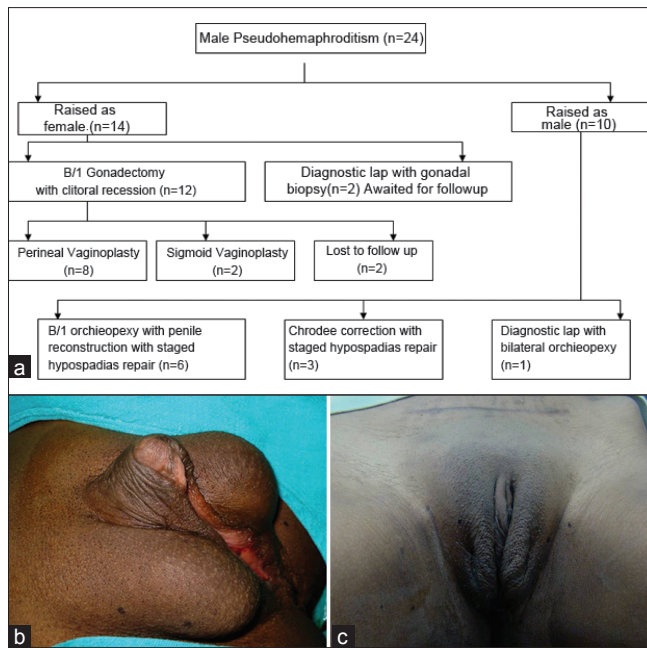 Male Pseudohemaphroditism (n=24)
Raised as
female.(n=14)
Raised as
male (n=10)
B/1 Gonadectomy
with clitoral recession (n=12)
Diagnostic lap with gonadal
biopsy(n=2) Awaited for followup
Perineal Vaginoplasty
(n=8)
Sigmoid Vaginoplasty
(n=2)
Lost to follow up
(n=2)
B/1 orchieopexy with penile
reconstruction with staged
hypospadias repair (n=6)
Chrodee correction with
staged hypospadias repair
(n=3)
Diagnostic lap with
bilateral orchieopexy
(n=1)
a
b
c